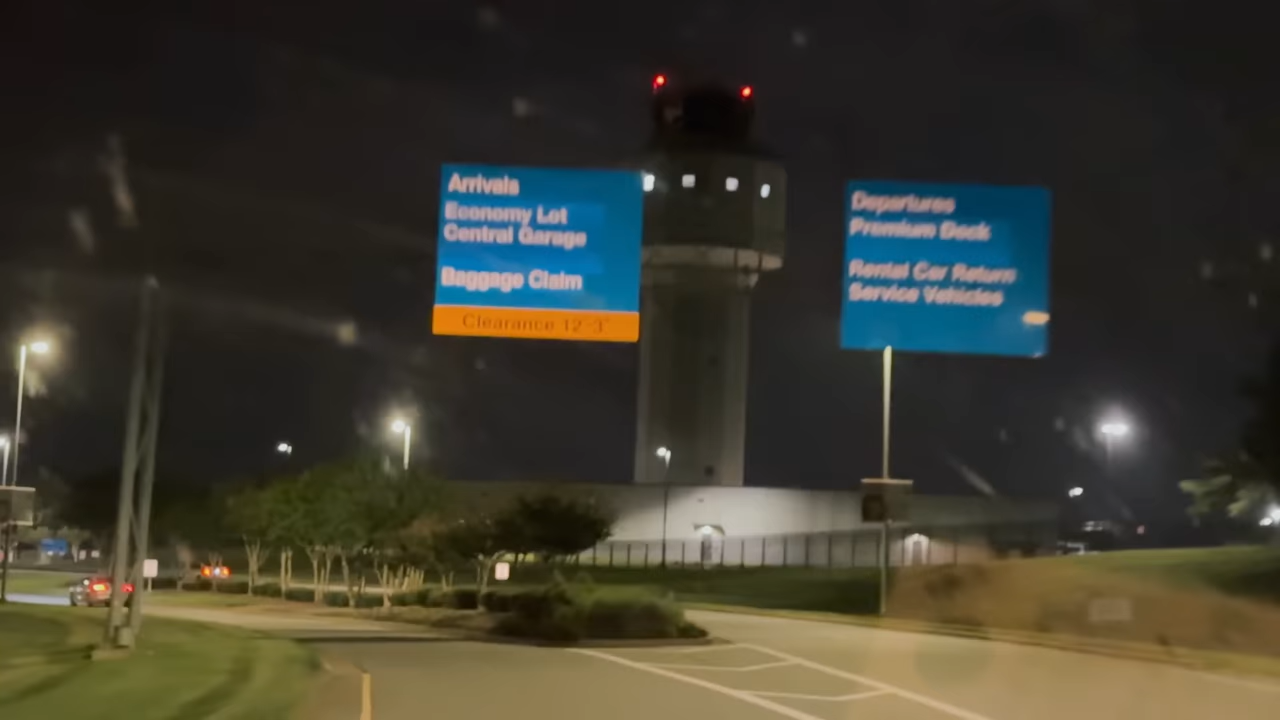 Arrivals
Economy Lot
Central Garage
Baggage Claim
Clearance 12'-3"
Departures
Premium Deck
Rental Car Return
Service Vehicles